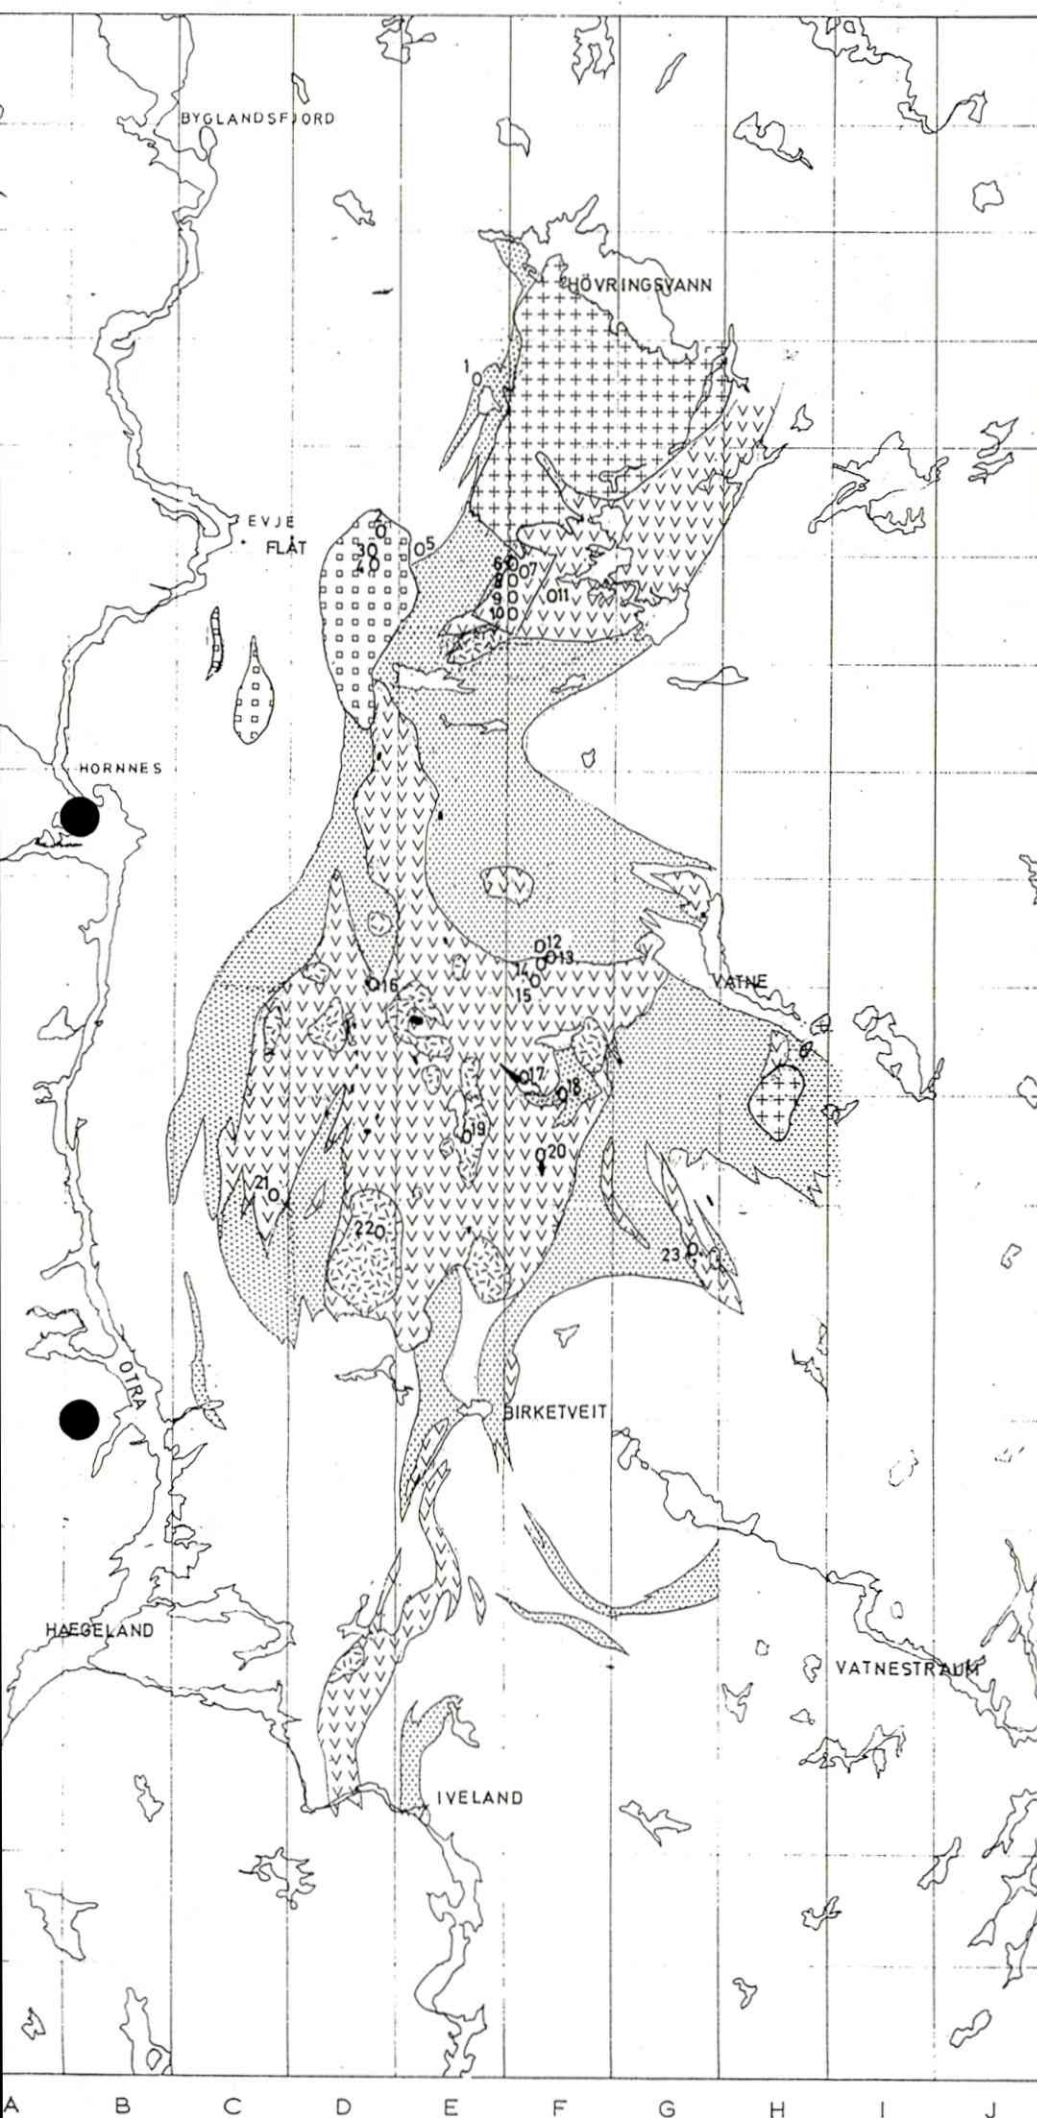 BYGLANDSFJORD
HÖVRINGSVANN
1
2
EVJE
FLÅT
3
4
5
6
7
8
9
10
11
HORNNES
12
13
14
15
16
VATNE
17
18
19
20
21
22
23
OTRA
BIRKETVEIT
HAEGELAND
VATNESTRAUM
IVELAND
A B C D E F G H I J